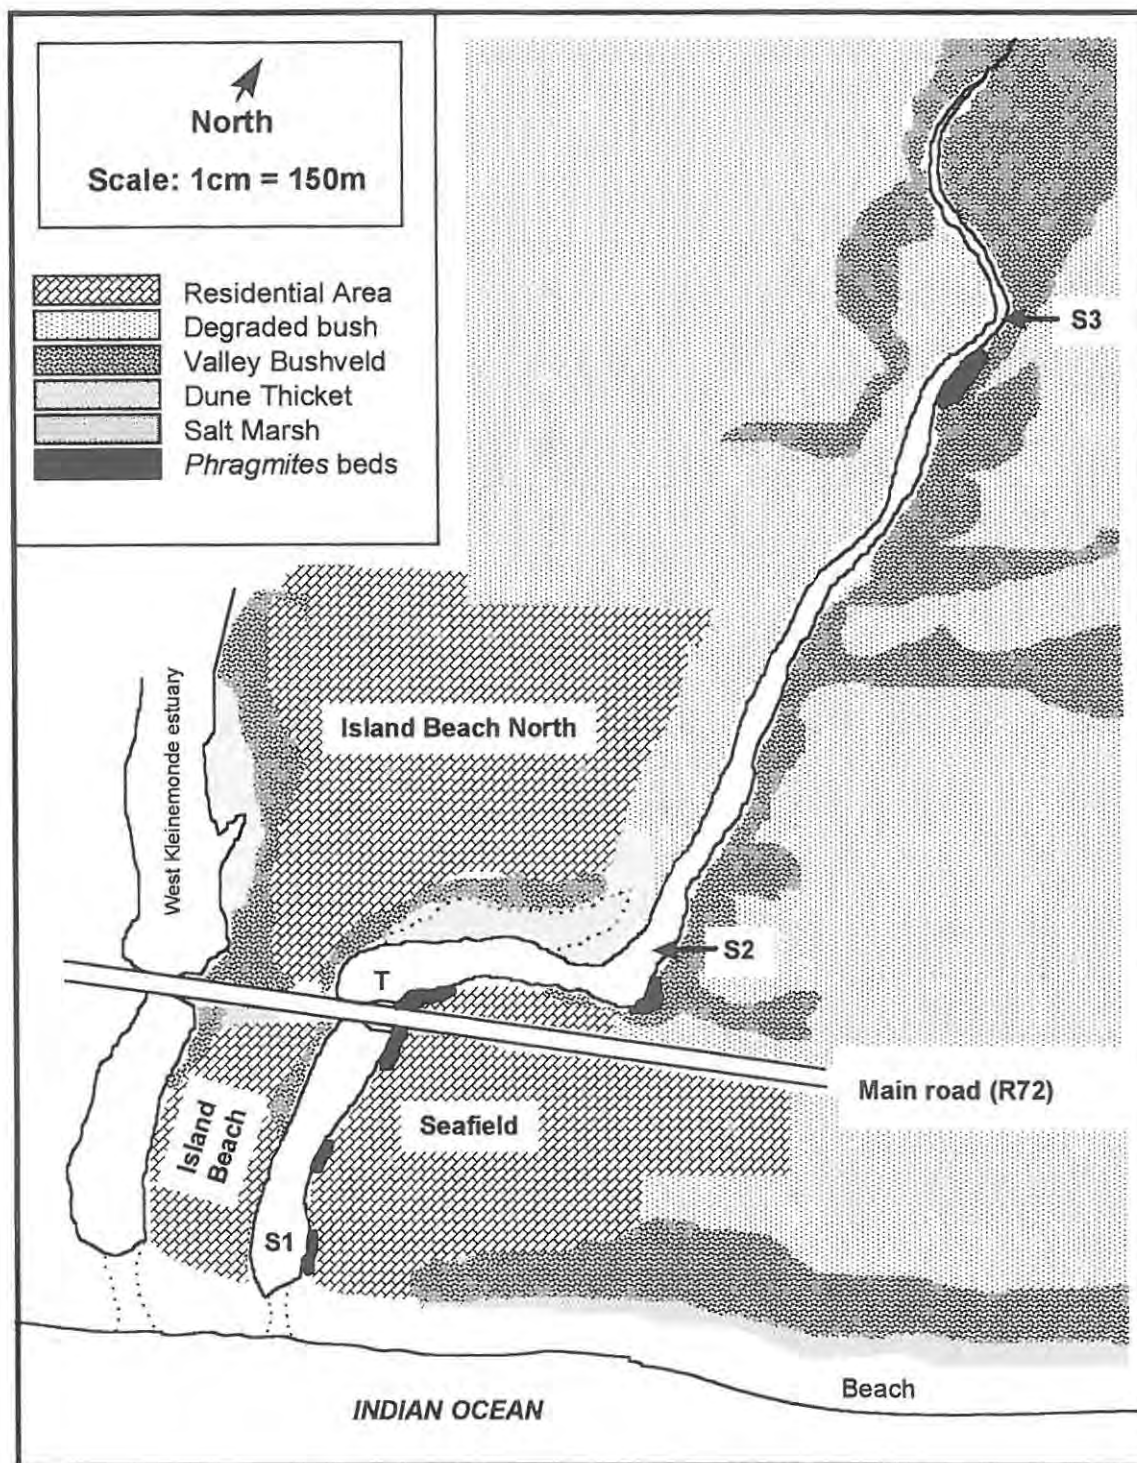 North
Scale: 1cm = 150m
Residential Area
Degraded bush
Valley Bushveld
Dune Thicket
Salt Marsh
Phragmites beds
S3
West Kleinemonde estuary
Island Beach North
S2
T
Main road (R72)
Island
Beach
Seafield
S1
Beach
INDIAN OCEAN